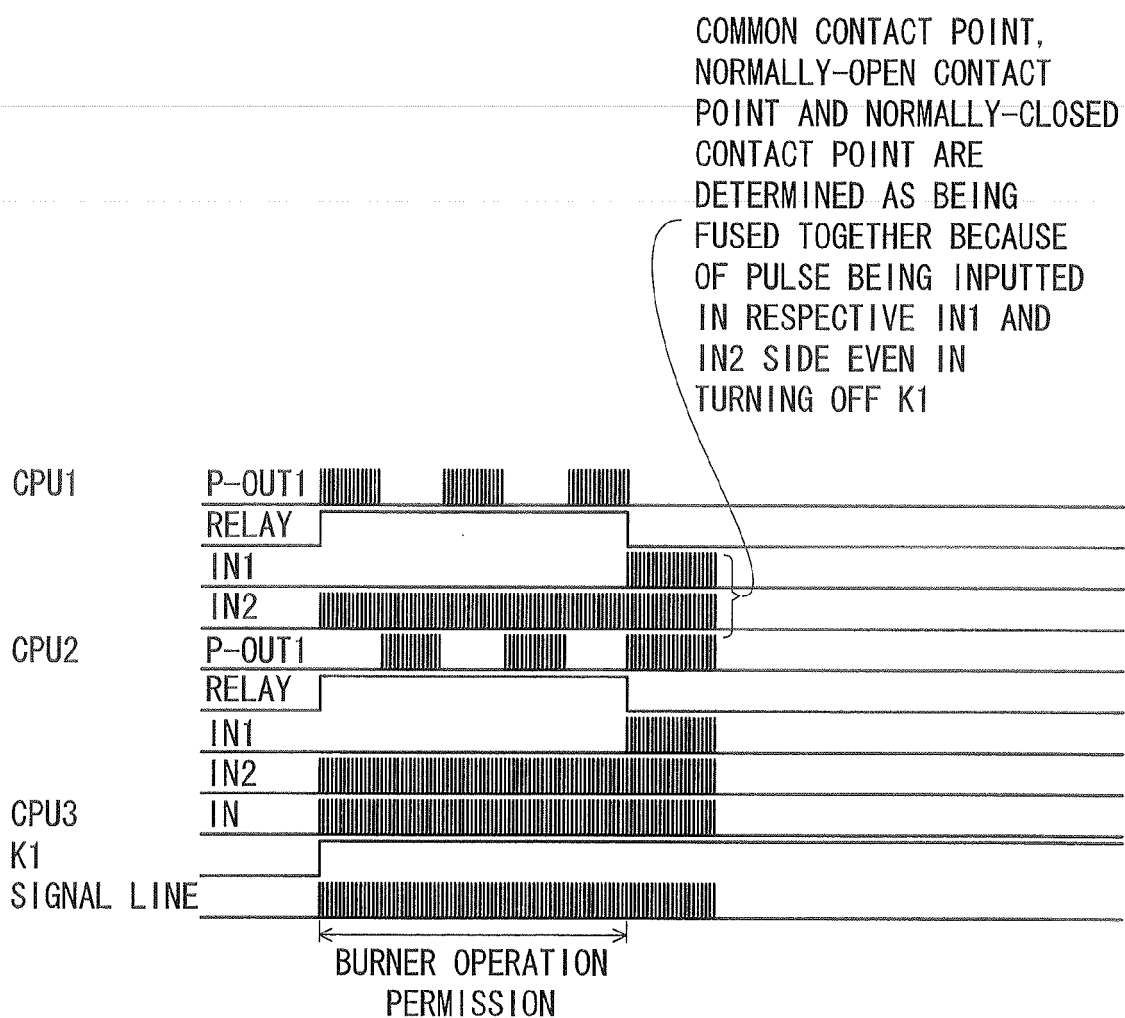 COMMON CONTACT POINT,
NORMALLY-OPEN CONTACT
POINT AND NORMALLY-CLOSED
CONTACT POINT ARE
DETERMINED AS BEING
FUSED TOGETHER BECAUSE
OF PULSE BEING INPUTTED
IN RESPECTIVE IN1 AND
IN2 SIDE EVEN IN
TURNING OFF K1
CPU1 P-OUT1
RELAY
IN1
IN2
CPU2 P-OUT1
RELAY
IN1
IN2
CPU3 IN
K1
SIGNAL LINE
BURNER OPERATION
PERMISSION